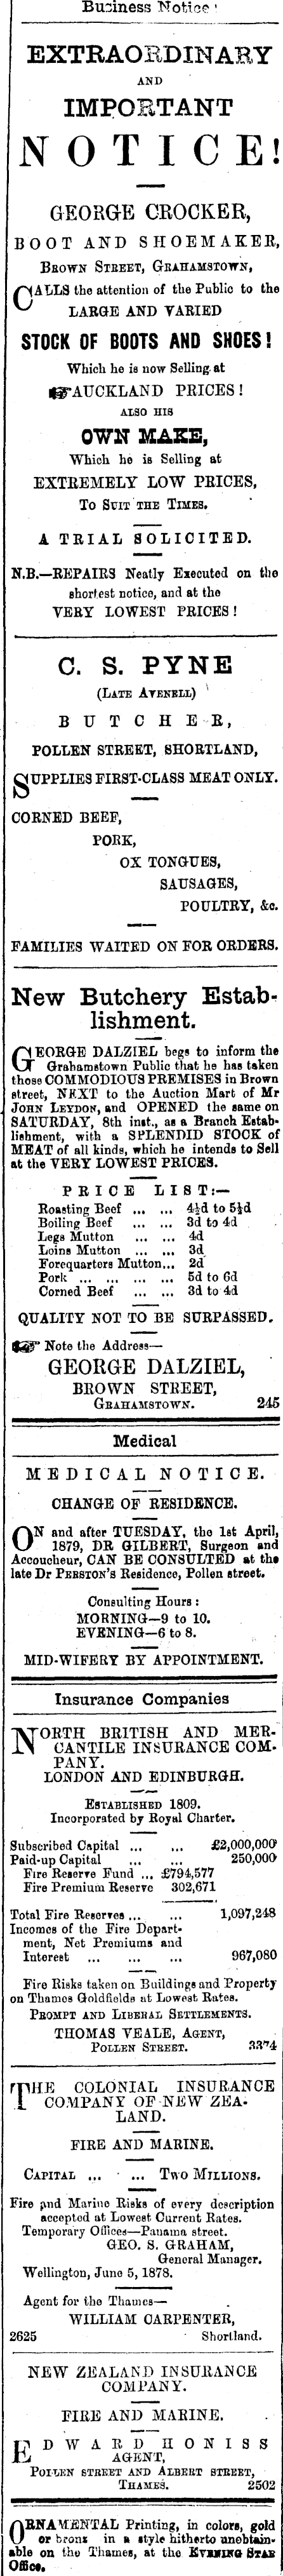 Business Notice
EXTRAORDINARY
AND
IMPORTANT
NOTICE!
GEORGE CROCKER,
BOOT AND SHOEMAKER,
BROWN STREET, GRAHAMSTOWN,
CALLS the attention of the Public to the
LARGE AND VARIED
STOCK OF BOOTS AND SHOES!
Which he is now Selling at
☞AUCKLAND PRICES!
ALSO HIS
OWN MAKE,
Which he is Selling at
EXTREMELY LOW PRICES,
TO SUIT THE TIMES.
A TRIAL SOLICITED.
N.B.—REPAIRS Neatly Executed on the
shortest notice, and at the
VERY LOWEST PRICES!
C. S. PYNE
(LATE AVENELL)
BUTCHER,
POLLEN STREET, SHORTLAND,
SUPPLIES FIRST-CLASS MEAT ONLY.
CORNED BEEF,
PORK,
OX TONGUES,
SAUSAGES,
POULTRY, &c.
FAMILIES WAITED ON FOR ORDERS.
New Butchery Estab-
lishment.
GEORGE DALZIEL begs to inform the
Grahamstown Public that he has taken
those COMMODIOUS PREMISES in Brown
street, NEXT to the Auction Mart of Mr
JOHN LEYDON, and OPENED the same on
SATURDAY, 8th inst., as a Branch Estab-
lishment, with a SPLENDID STOCK of
MEAT of all kinds, which he intends to Sell
at the VERY LOWEST PRICES.
PRICE LIST:—
Roasting Beef ... ... 4½d to 5½d
Boiling Beef ... ... 3d to 4d
Legs Mutton ... ... 4d
Loins Mutton ... ... 3d
Forequarters Mutton... 2d
Pork ... ... ... ... 5d to 6d
Corned Beef ... ... 3d to 4d
QUALITY NOT TO BE SURPASSED.
☞ Note the Address—
GEORGE DALZIEL,
BROWN STREET,
GRAHAMSTOWN. 245
Medical
MEDICAL NOTICE.
CHANGE OF RESIDENCE.
ON and after TUESDAY, the 1st April,
1879, DR GILBERT, Surgeon and
Accoucheur, CAN BE CONSULTED at the
late Dr PERSTON'S Residence, Pollen street.
Consulting Hours:
MORNING—9 to 10.
EVENING—6 to 8.
MID-WIFERY BY APPOINTMENT.
Insurance Companies
NORTH BRITISH AND MER-
CANTILE INSURANCE COM-
PANY.
LONDON AND EDINBURGH.
ESTABLISHED 1809.
Incorporated by Royal Charter.
Subscribed Capital ... ... £2,000,000
Paid-up Capital ... ... 250,000
Fire Reserve Fund ... £794,577
Fire Premium Reserve 302,671
Total Fire Reserves ... ... 1,097,248
Incomes of the Fire Depart-
ment, Net Premiums and
Interest ... ... ... 967,080
Fire Risks taken on Buildings and Property
on Thames Goldfields at Lowest Rates.
PROMPT AND LIBERAL SETTLEMENTS.
THOMAS VEALE, AGENT,
POLLEN STREET. 3374
THE COLONIAL INSURANCE
COMPANY OF NEW ZEA-
LAND.
FIRE AND MARINE.
CAPITAL ... ... TWO MILLIONS.
Fire and Marine Risks of every description
accepted at Lowest Current Rates.
Temporary Offices—Panama street.
GEO. S. GRAHAM,
General Manager.
Wellington, June 5, 1878.
Agent for the Thames—
WILLIAM CARPENTER,
2625 Shortland.
NEW ZEALAND INSURANCE
COMPANY.
FIRE AND MARINE.
EDWARD HONISS
AGENT,
POLLEN STREET AND ALBERT STREET,
THAMES. 2502
ORNAMENTAL Printing, in colors, gold
or bronz in a style hitherto unobtain-
able on the Thames, at the EVENING STAR
Office.